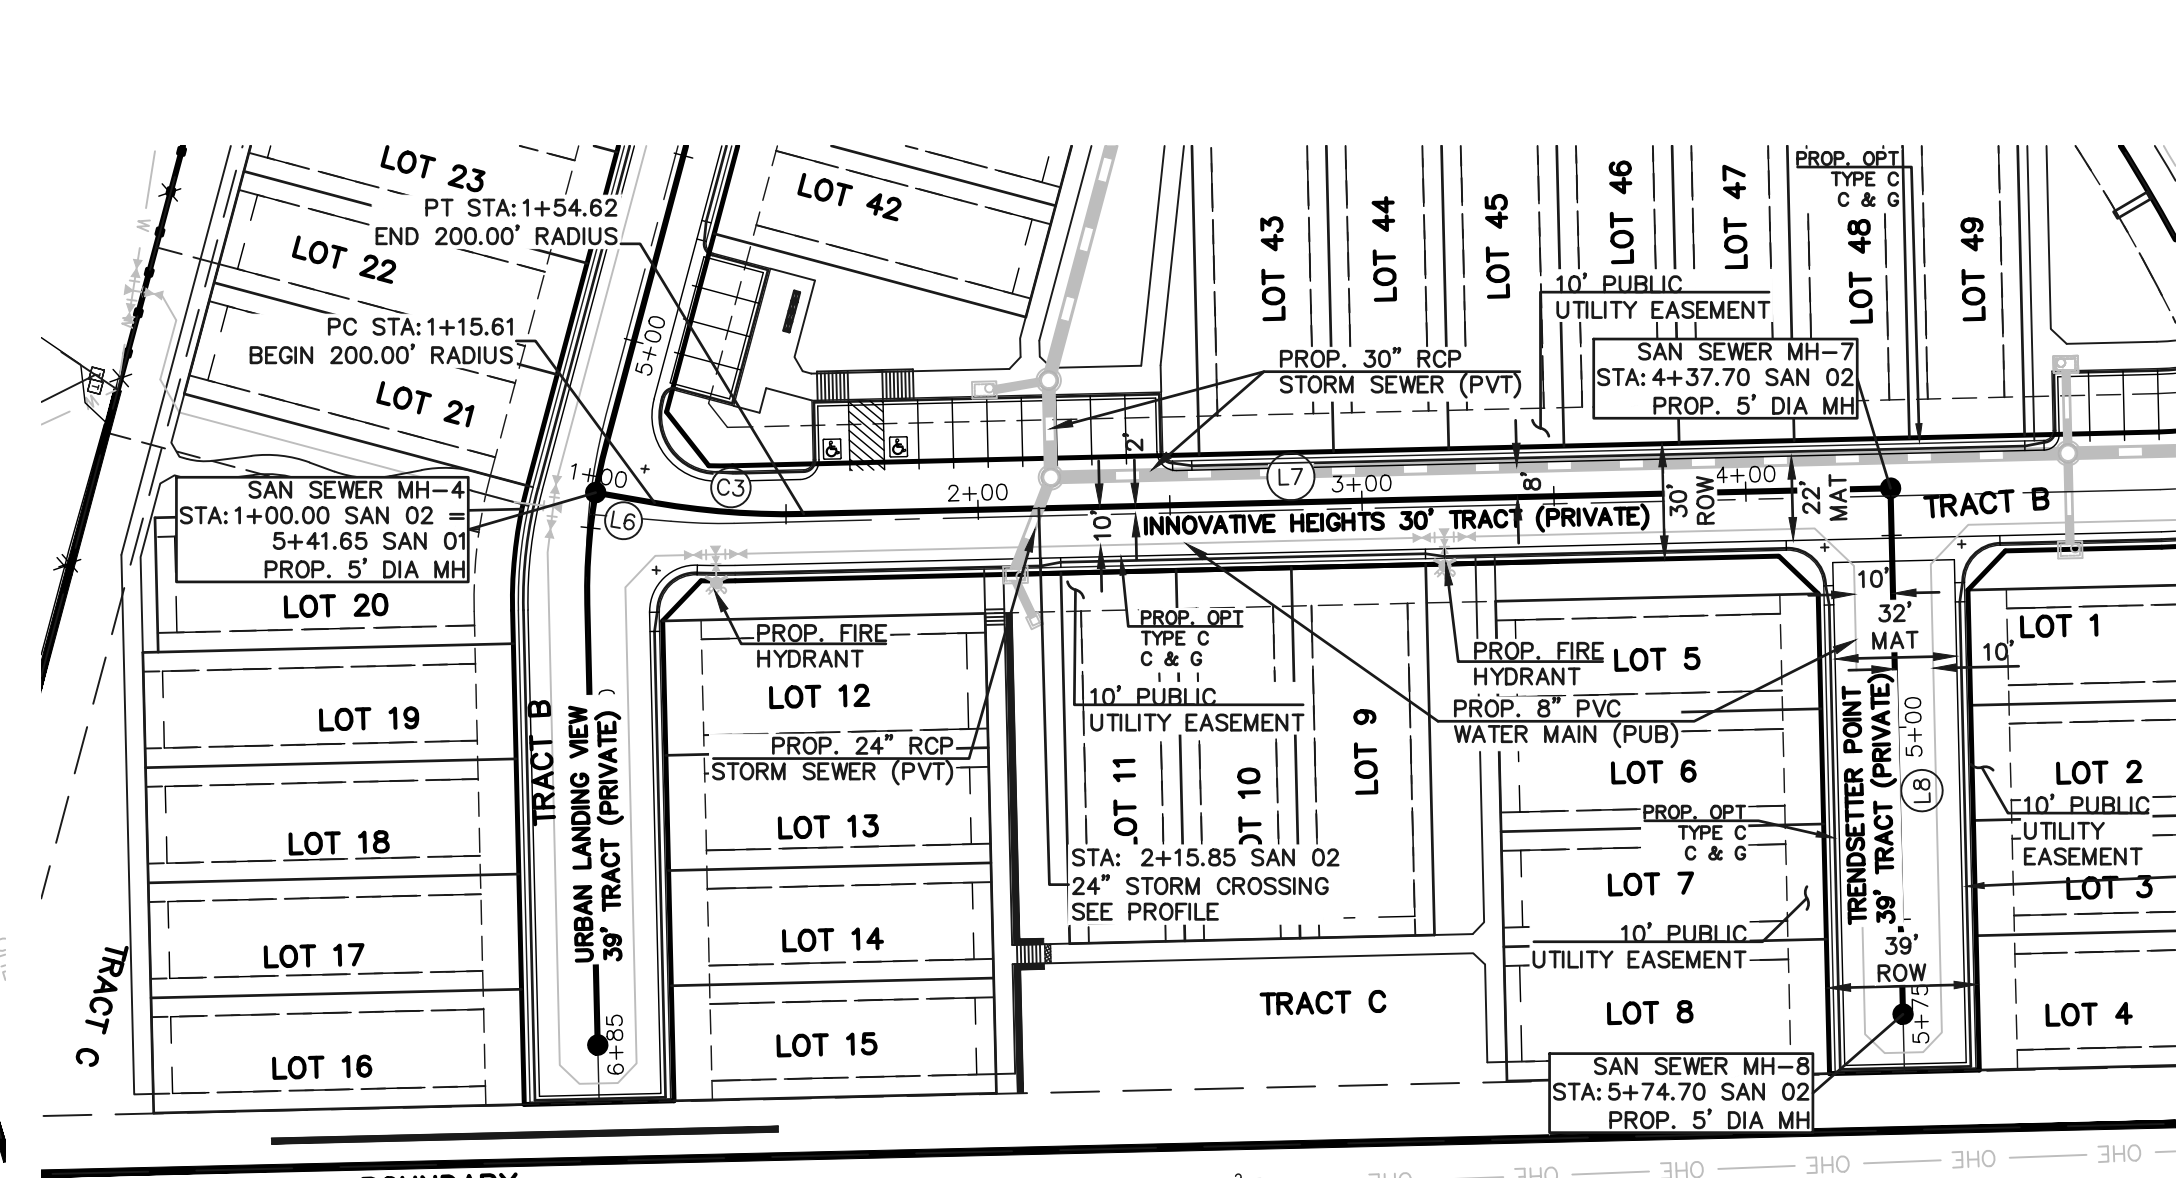 LOT 23
PT STA: 1+54.62
END 200.00' RADIUS
LOT 22
PC STA: 1+15.61
BEGIN 200.00' RADIUS
LOT 21
5+00
LOT 42
LOT 43
LOT 44
LOT 45
LOT 46
LOT 47
LOT 48
LOT 49
PROP. OPT
TYPE C
C & G
10' PUBLIC
UTILITY EASEMENT
PROP. 30" RCP
STORM SEWER (PVT)
SAN SEWER MH-7
STA: 4+37.70 SAN 02
PROP. 5' DIA MH
W
W
W
SAN SEWER MH-4
STA: 1+00.00 SAN 02 =
5+41.65 SAN 01
PROP. 5' DIA MH
1+00
L6
C3
2+00
2'
10'
L7
3+00
8'
30'
ROW
4+00
22'
MAT
TRACT B
INNOVATIVE HEIGHTS 30' TRACT (PRIVATE)
LOT 20
LOT 19
LOT 18
LOT 17
LOT 16
TRACT C
TRACT B
URBAN LANDING VIEW
39' TRACT (PRIVATE)
6+85
PROP. FIRE
HYDRANT
LOT 12
PROP. 24" RCP
STORM SEWER (PVT)
LOT 13
LOT 14
LOT 15
PROP. OPT
TYPE C
C & G
10' PUBLIC
UTILITY EASEMENT
LOT 11
LOT 9
STA: 2+15.85 SAN 02
24" STORM CROSSING
SEE PROFILE
TRACT C
PROP. FIRE
HYDRANT
LOT 5
PROP. 8" PVC
WATER MAIN (PUB)
LOT 6
PROP. OPT
TYPE C
C & G
LOT 7
10' PUBLIC
UTILITY EASEMENT
LOT 8
10'
32'
MAT
10'
TRENDSETTER POINT
39' TRACT (PRIVATE)
5+00
L8
39'
ROW
5+75
LOT 1
LOT 2
10' PUBLIC
UTILITY
EASEMENT
LOT 3
LOT 4
SAN SEWER MH-8
STA: 5+74.70 SAN 02
PROP. 5' DIA MH
OHE
OHE
OHE
OHE
OHE
OHE
BOUNDARY